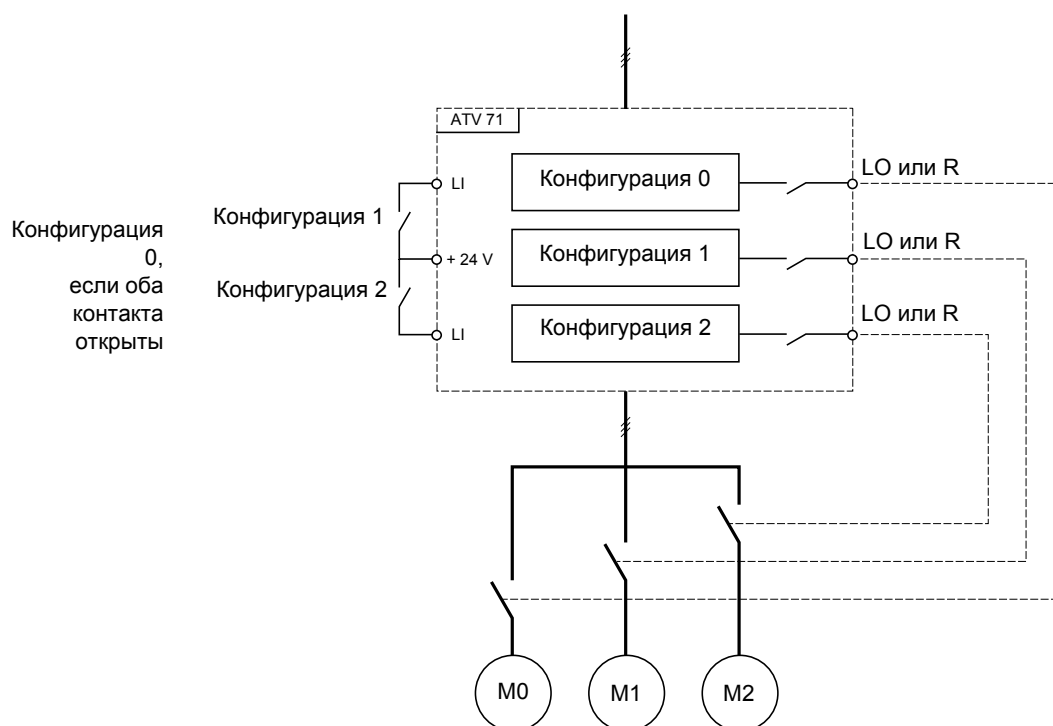 ATV 71
LI
Конфигурация 0
LO или R
Конфигурация 1
Конфигурация
0,
если оба
контакта
открыты
+ 24 V
Конфигурация 1
LO или R
Конфигурация 2
LI
Конфигурация 2
LO или R
M0
M1
M2